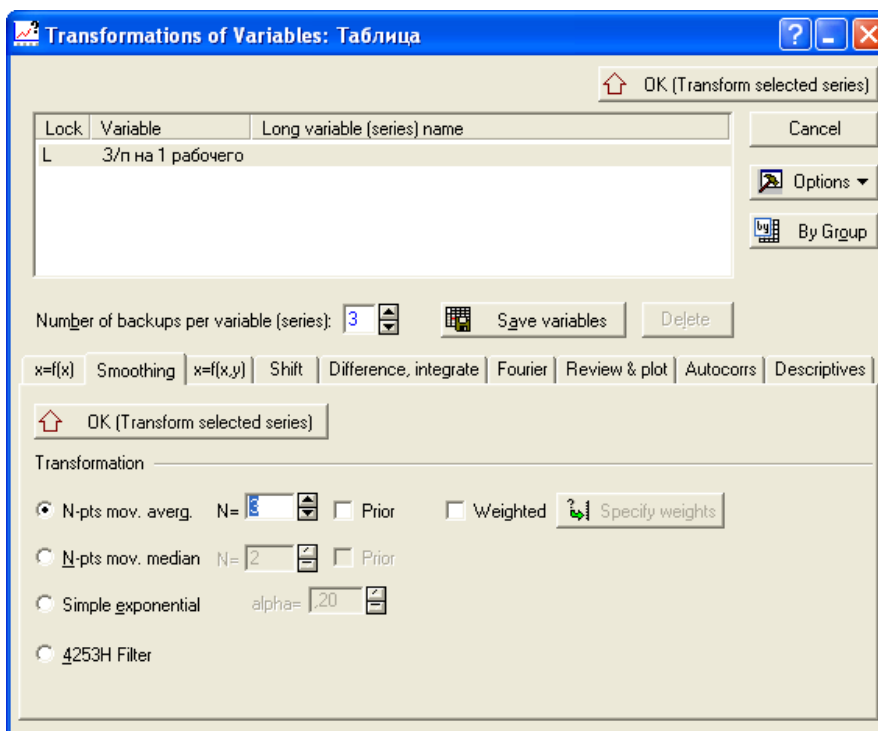 Transformations of Variables: Таблица
OK (Transform selected series)
Lock Variable Long variable (series) name
Cancel
L З/п на 1 рабочего
Options
By Group
Number of backups per variable (series): 3 Save variables Delete
x=f(x) Smoothing x=f(x,y) Shift Difference, integrate Fourier Review & plot Autocorrs Descriptives
OK (Transform selected series)
Transformation
N-pts mov. averg. N= 3 Prior Weighted Specify weights
N-pts mov. median N= 2 Prior
Simple exponential alpha= ,20
4253H Filter